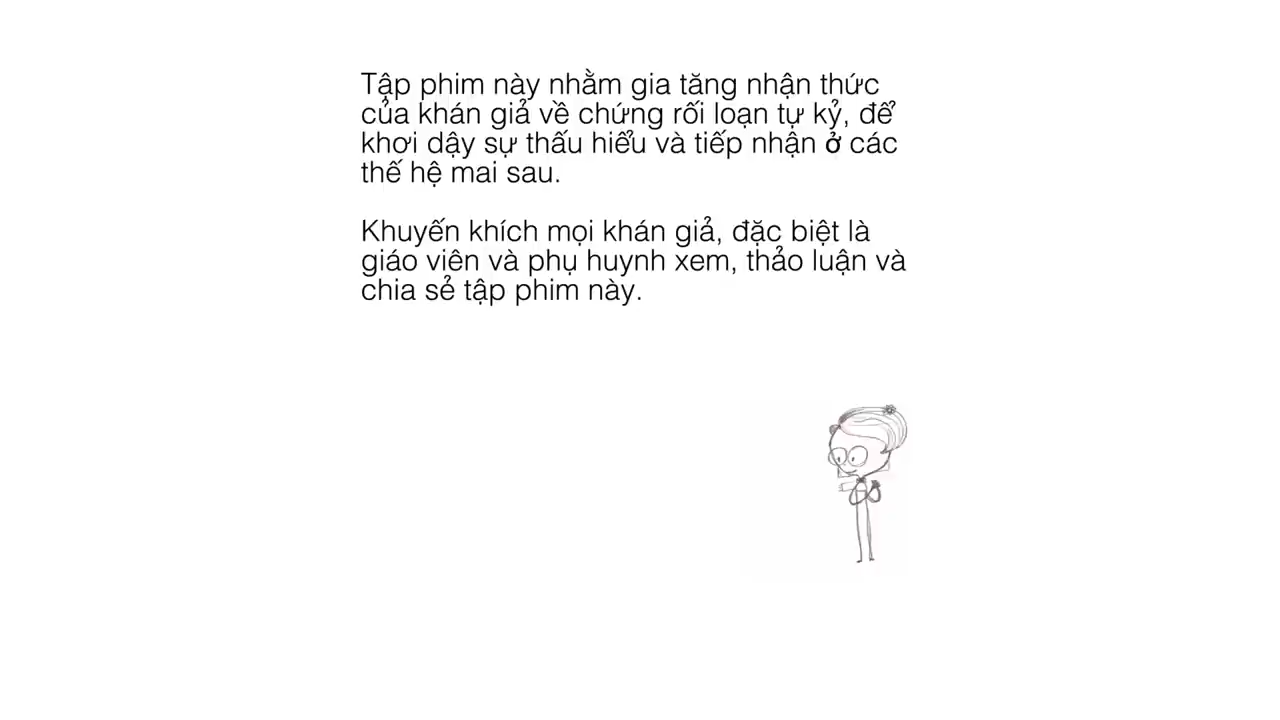 Tập phim này nhằm gia tăng nhận thức
của khán giả về chứng rối loạn tự kỷ, để
khơi dậy sự thấu hiểu và tiếp nhận ở các
thế hệ mai sau.
Khuyến khích mọi khán giả, đặc biệt là
giáo viên và phụ huynh xem, thảo luận và
chia sẻ tập phim này.